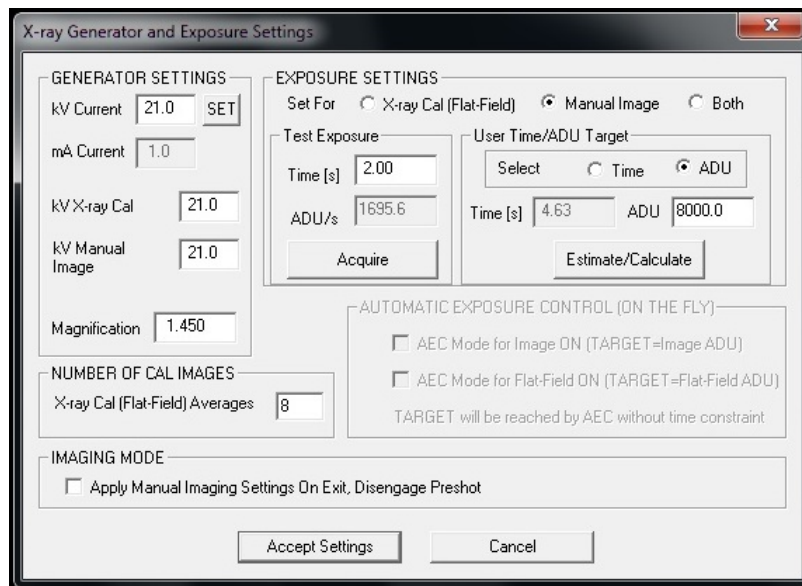 X-ray Generator and Exposure Settings
GENERATOR SETTINGS
kV Current 21.0 SET
mA Current 1.0
kV X-ray Cal 21.0
kV Manual Image 21.0
Magnification 1.450
EXPOSURE SETTINGS
Set For X-ray Cal (Flat-Field) Manual Image Both
Test Exposure
Time [s] 2.00
ADU/s 1695.6
Acquire
User Time/ADU Target
Select Time ADU
Time [s] 4.63 ADU 8000.0
Estimate/Calculate
AUTOMATIC EXPOSURE CONTROL (ON THE FLY)
AEC Mode for Image ON (TARGET=Image ADU)
AEC Mode for Flat-Field ON (TARGET=Flat-Field ADU)
TARGET will be reached by AEC without time constraint
NUMBER OF CAL IMAGES
X-ray Cal (Flat-Field) Averages 8
IMAGING MODE
Apply Manual Imaging Settings On Exit, Disengage Preshot
Accept Settings Cancel